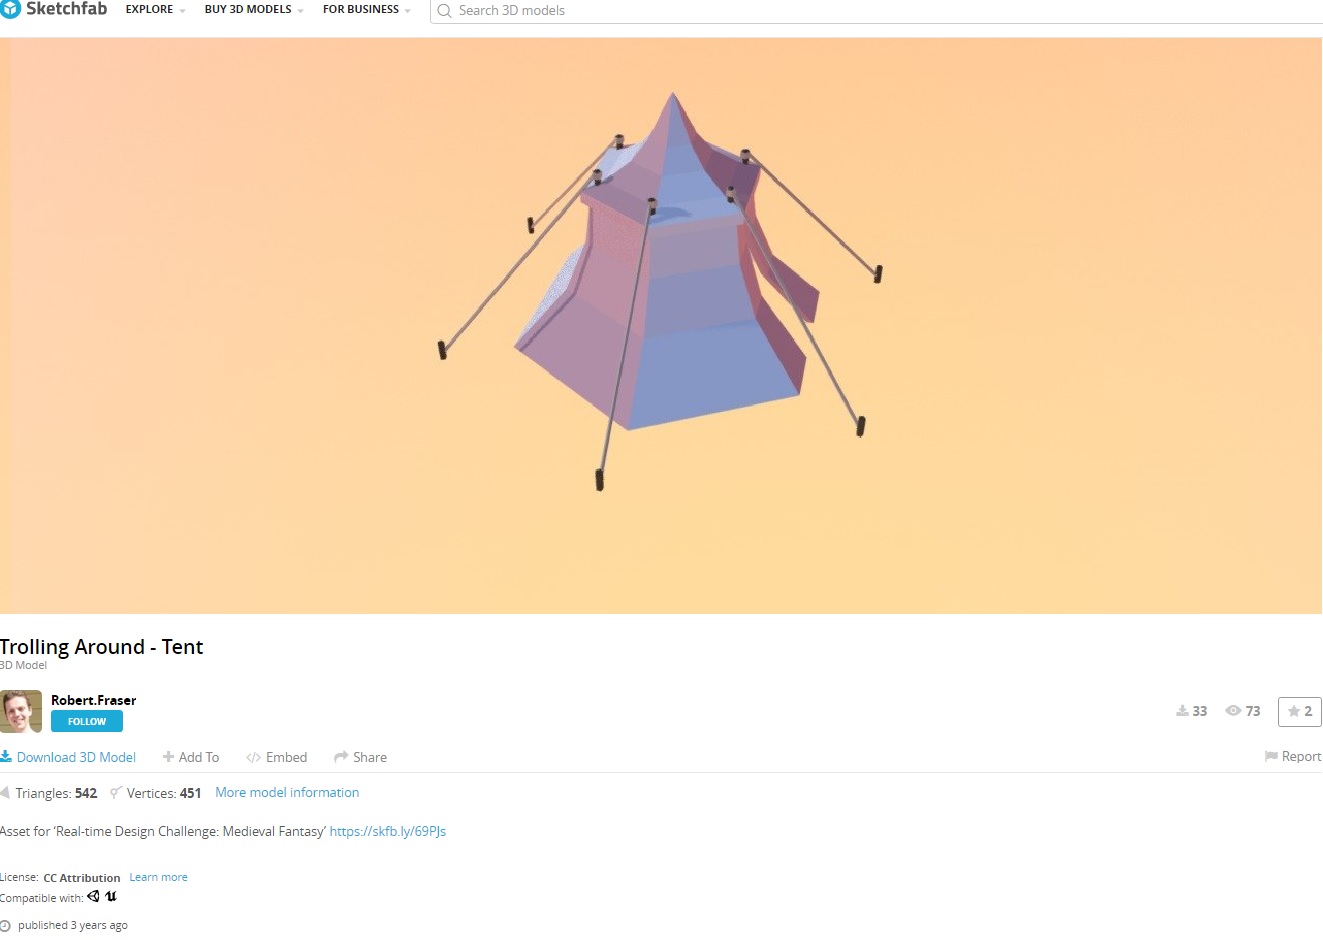 Sketchfab EXPLORE BUY 3D MODELS FOR BUSINESS Search 3D models
Trolling Around - Tent
3D Model
Robert.Fraser
FOLLOW
33 73 2
Download 3D Model Add To </> Embed Share Report
Triangles: 542 Vertices: 451 More model information
Asset for ‘Real-time Design Challenge: Medieval Fantasy’ https://skfb.ly/69PJs
License: CC Attribution Learn more
Compatible with:
published 3 years ago